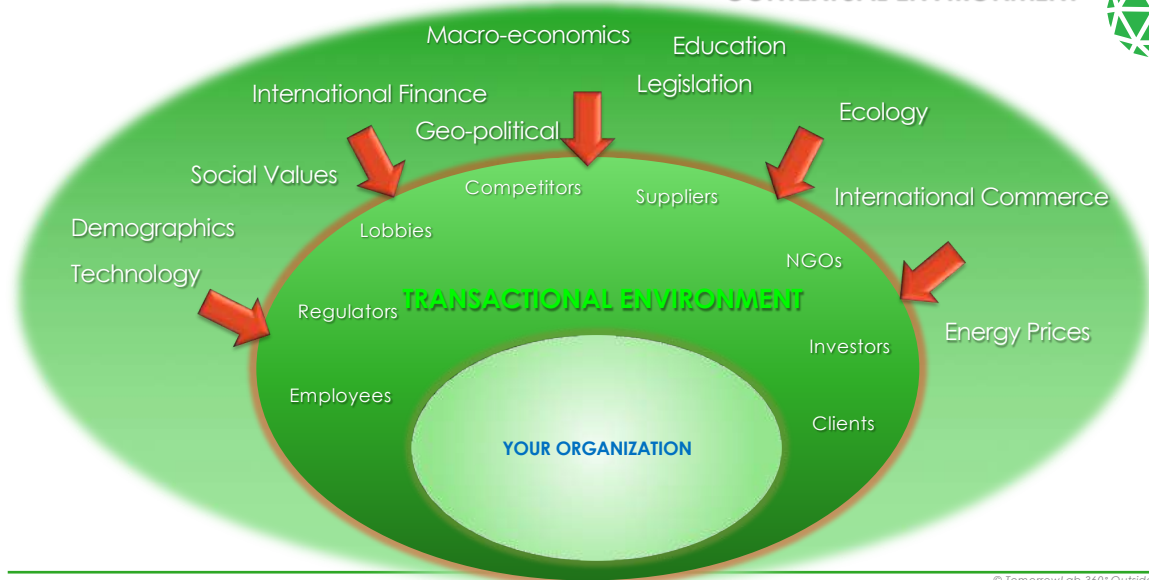 Macro-economics
Education
International Finance
Legislation
Geo-political
Ecology
Social Values
Competitors
Suppliers
International Commerce
Demographics
Lobbies
Technology
NGOs
Regulators
TRANSACTIONAL ENVIRONMENT
Energy Prices
Investors
Employees
Clients
YOUR ORGANIZATION